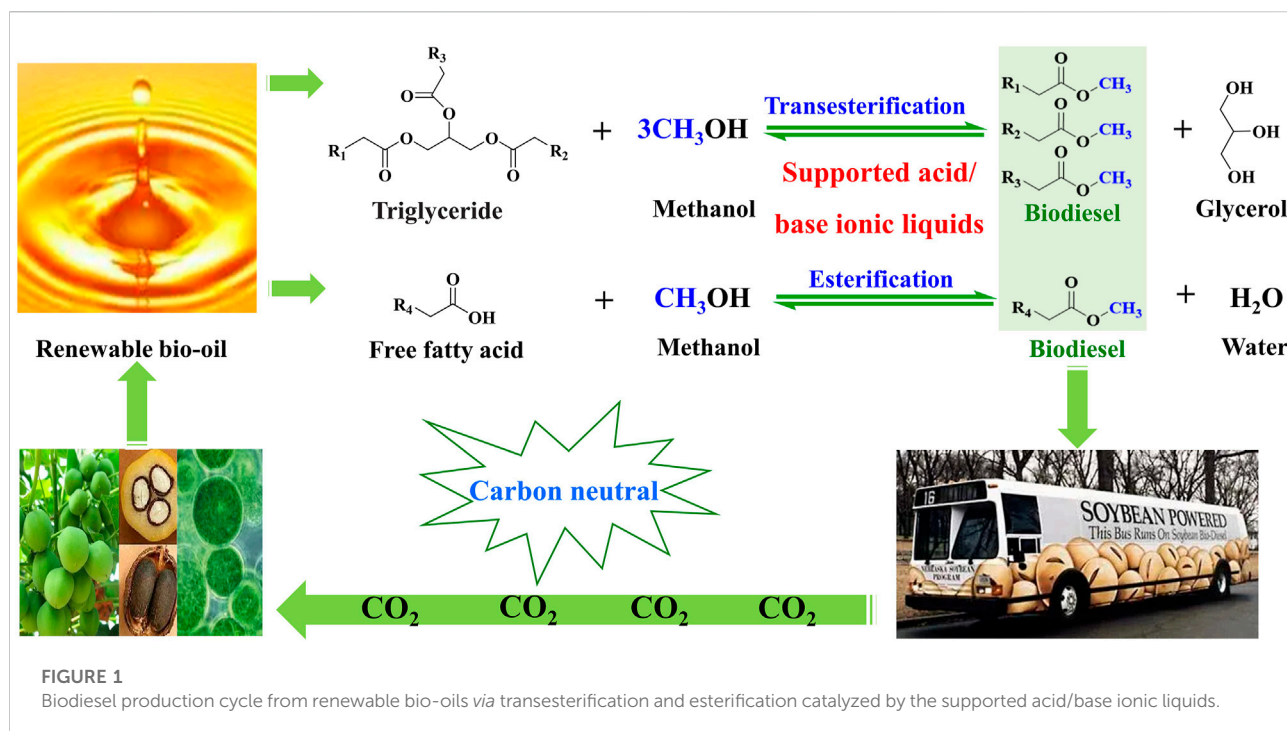 R3
O
O
O
O
R1
O
O
R2
Triglyceride
+
3CH3OH
Methanol
Transesterification
Supported acid/
base ionic liquids
O
R1
O
CH3
O
R2
O
CH3
O
R3
O
CH3
Biodiesel
+
OH
OH
OH
Glycerol
Renewable bio-oil
O
R4
OH
Free fatty acid
+
CH3OH
Methanol
Esterification
O
R4
O
CH3
Biodiesel
+
H2O
Water
Carbon neutral
16
SOYBEAN POWERED
This Bus Runs On Soybean Bio-Diesel
NEBRASKA SOYBEAN
PROGRAM
CO2 CO2 CO2 CO2
FIGURE 1
Biodiesel production cycle from renewable bio-oils via transesterification and esterification catalyzed by the supported acid/base ionic liquids.